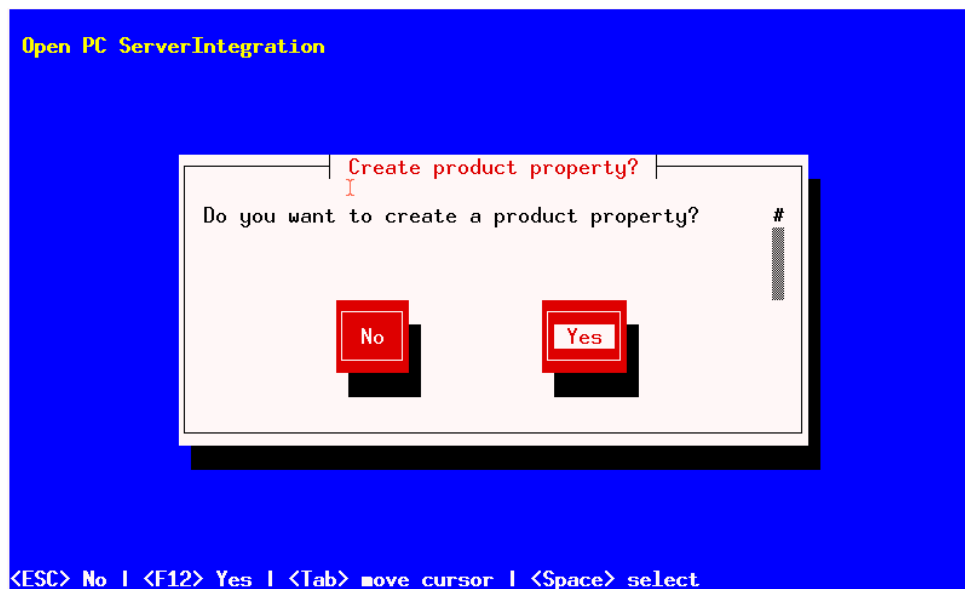 Open PC ServerIntegration
Create product property?
Do you want to create a product property? #
No Yes
<ESC> No | <F12> Yes | <Tab> move cursor | <Space> select